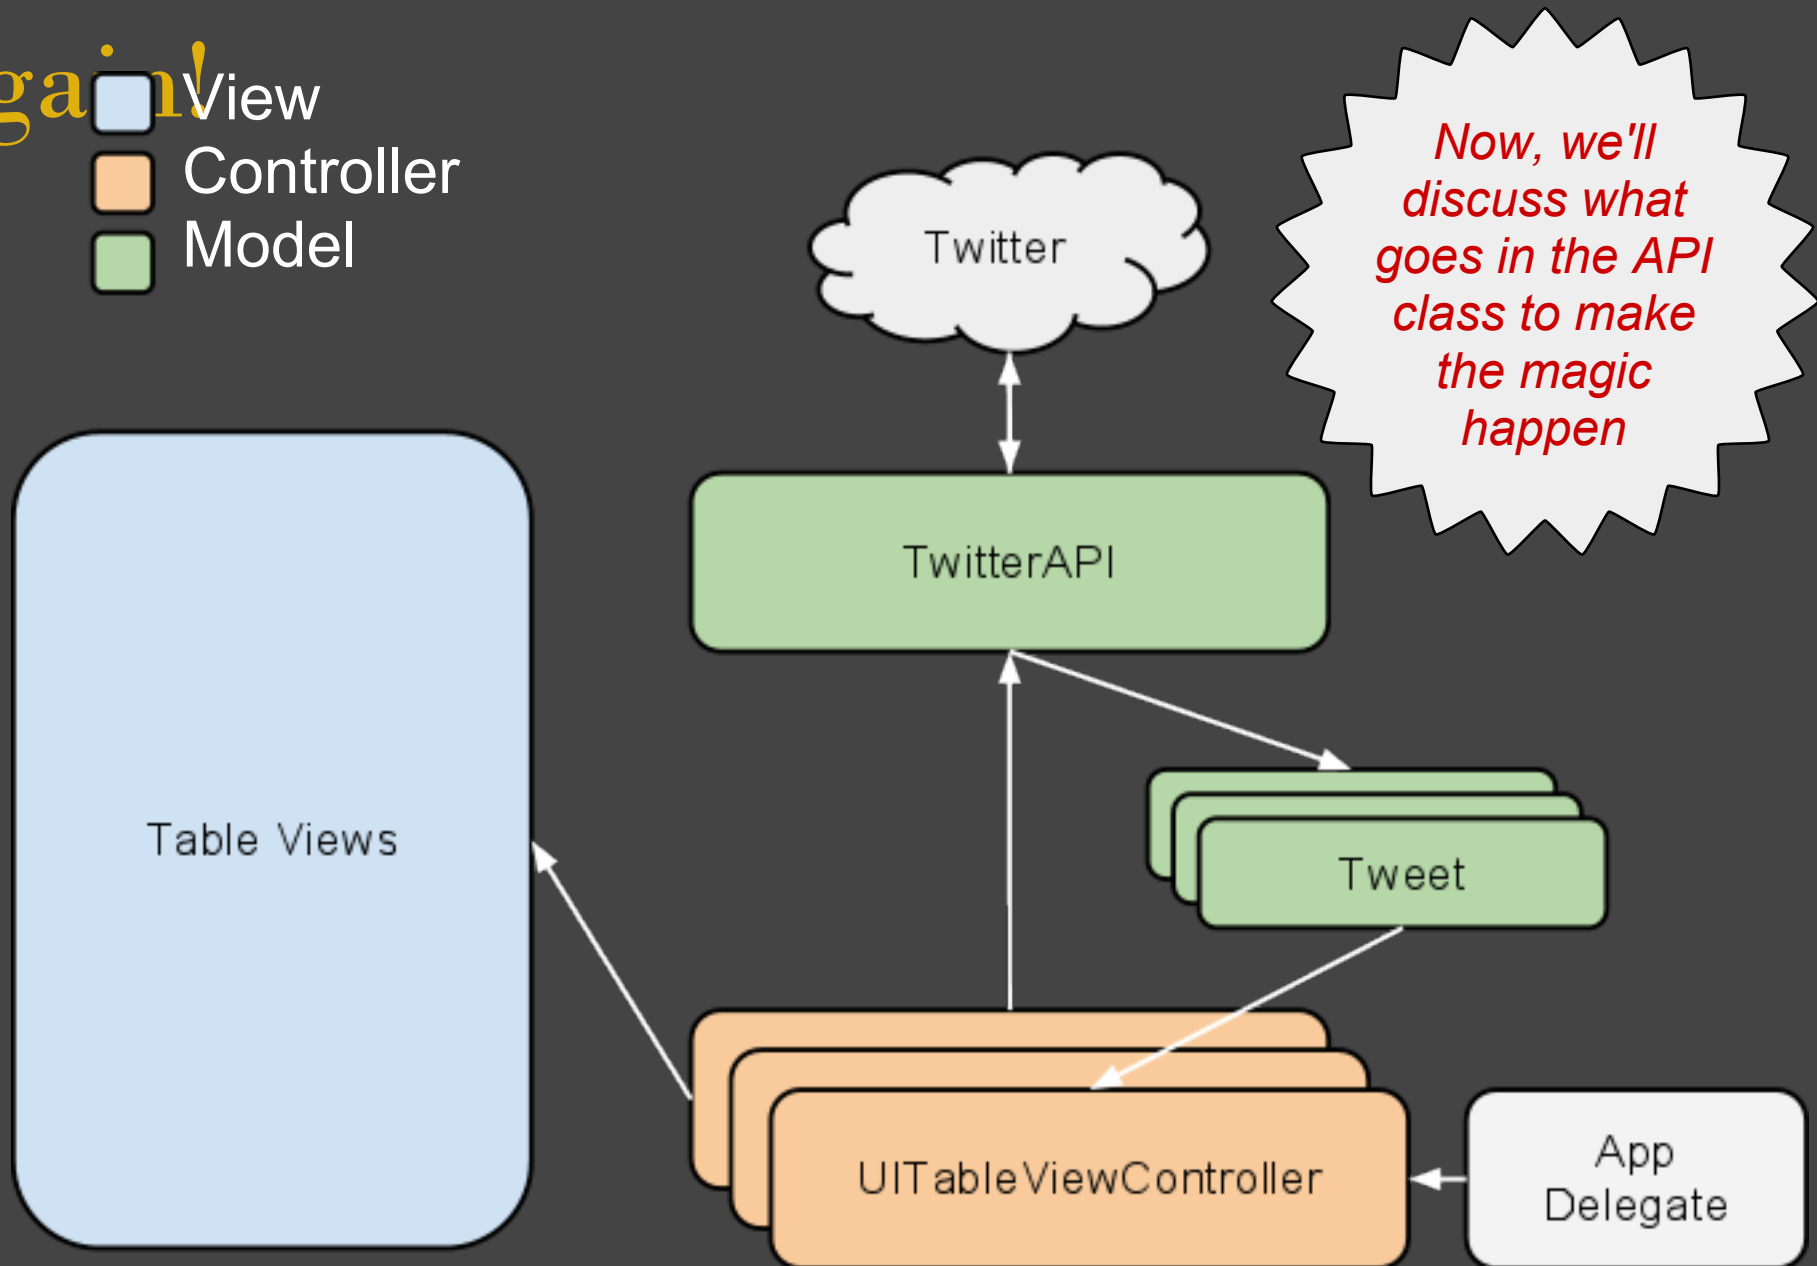 gain!
View
Controller
Model
Now, we'll
discuss what
goes in the API
class to make
the magic
happen
Twitter
TwitterAPI
Table Views
Tweet
UITableViewController
App
Delegate